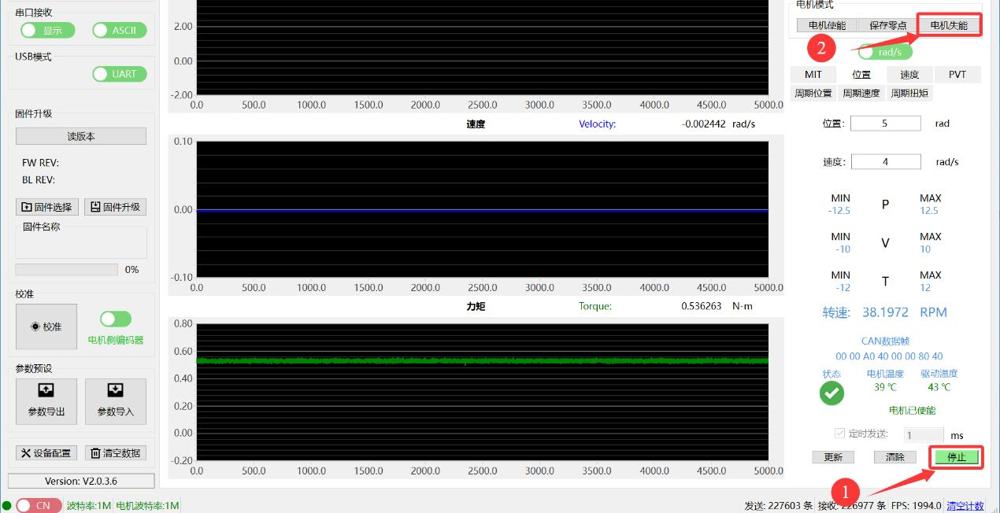 串口接收
显示 ASCII
USB模式
UART
固件升级
读版本
FW REV:
BL REV:
固件选择 固件升级
固件名称
0%
校准
校准
电机侧编码器
参数预设
参数导出 参数导入
设备配置 清空数据
Version: V2.0.3.6
2.00
0.00
-2.00
0.0 500.0 1000.0 1500.0 2000.0 2500.0 3000.0 3500.0 4000.0 4500.0 5000.0
速度 Velocity: -0.002442 rad/s
0.10
0.00
-0.10
0.0 500.0 1000.0 1500.0 2000.0 2500.0 3000.0 3500.0 4000.0 4500.0 5000.0
力矩 Torque: 0.536263 N-m
0.80
0.60
0.40
0.20
0.00
-0.20
0.0 500.0 1000.0 1500.0 2000.0 2500.0 3000.0 3500.0 4000.0 4500.0 5000.0
电机模式
电机使能 保存零点 电机失能
2
rad/s
MIT 位置 速度 PVT
周期位置 周期速度 周期扭矩
位置: 5 rad
速度: 4 rad/s
MIN P MAX
-12.5 12.5
MIN V MAX
-10 10
MIN T MAX
-12 12
转速: 38.1972 RPM
CAN数据帧
00 00 A0 40 00 00 80 40
状态 电机温度 驱动温度
39 ℃ 43 ℃
电机已使能
定时发送: 1 ms
更新 清除 停止
1
CN 波特率:1M 电机波特率:1M 发送: 227603 条 接收: 226977 条 FPS: 1994.0 清空计数